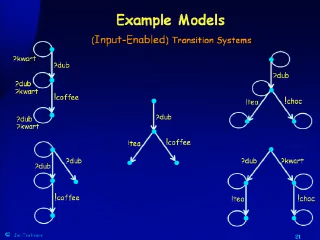 Example Models
(Input-Enabled) Transition Systems
?kwart
?dub
?dub
?kwart
!coffee
?dub
?kwart
?dub
!tea
!coffee
?dub
!tea
!choc
?dub
?dub
!coffee
?dub
?kwart
!tea
!choc
©
21